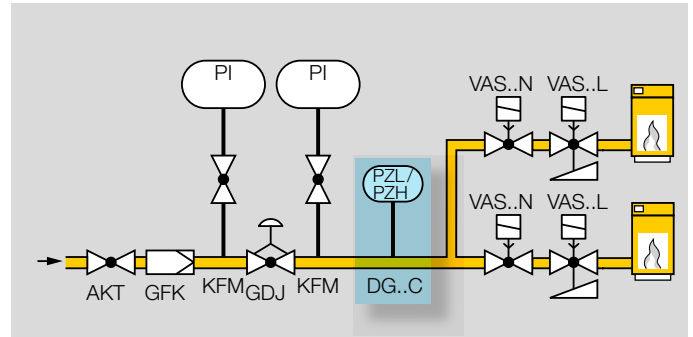 PI
PI
VAS..N
VAS..L
PZL/
PZH
VAS..N
VAS..L
AKT
GFK
KFM
GDJ
KFM
DG..C